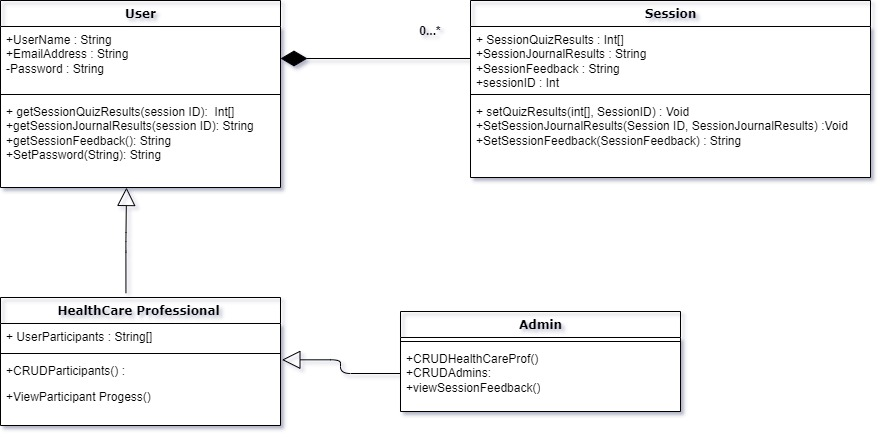 User
+UserName : String
+EmailAddress : String
-Password : String
+ getSessionQuizResults(session ID):  Int[]
+getSessionJournalResults(session ID): String
+getSessionFeedback(): String
+SetPassword(String): String
0...*
Session
+ SessionQuizResults : Int[]
+SessionJournalResults : String
+SessionFeedback : String
+sessionID : Int
+ setQuizResults(int[], SessionID) : Void
+SetSessionJournalResults(Session ID, SessionJournalResults) :Void
+SetSessionFeedback(SessionFeedback) : String
HealthCare Professional
+ UserParticipants : String[]
+CRUDParticipants() :
+ViewParticipant Progess()
Admin
+CRUDHealthCareProf()
+CRUDAdmins:
+viewSessionFeedback()